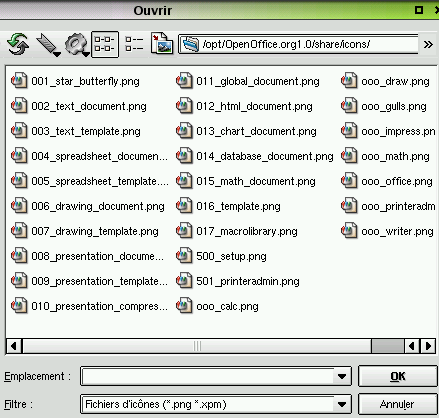 Ouvrir
/opt/OpenOffice.org1.0/share/icons/
001_star_butterfly.png
002_text_document.png
003_text_template.png
004_spreadsheet_documen...
005_spreadsheet_template....
006_drawing_document.png
007_drawing_template.png
008_presentation_docume...
009_presentation_template...
010_presentation_compres...
011_global_document.png
012_html_document.png
013_chart_document.png
014_database_document.png
015_math_document.png
016_template.png
017_macrolibrary.png
500_setup.png
501_printeradmin.png
ooo_calc.png
ooo_draw.png
ooo_gulls.png
ooo_impress.pn
ooo_math.png
ooo_office.png
ooo_printeradm
ooo_writer.png
Emplacement :
OK
Filtre :
Fichiers d'icônes (*.png *.xpm)
Annuler